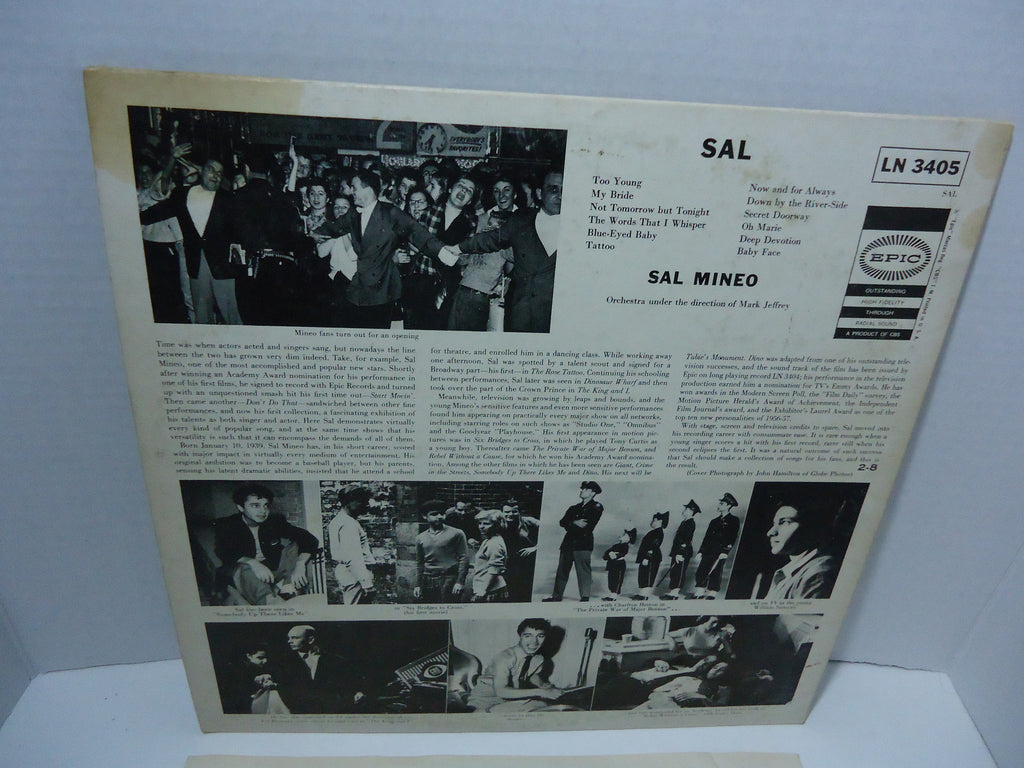 SAL
LN 3405
SAL
Too Young
My Bride
Not Tomorrow but Tonight
The Words That I Whisper
Blue-Eyed Baby
Tattoo
Now and for Always
Down by the River-Side
Secret Doorway
Oh Marie
Deep Devotion
Baby Face
SAL MINEO
Orchestra under the direction of Mark Jeffrey
EPIC
OUTSTANDING
HIGH FIDELITY
THROUGH
RADIAL SOUND
A PRODUCT OF CBS
Mineo fans turn out for an opening
Time was when actors acted and singers sang, but nowadays the line
between the two has grown very dim indeed. Take, for example, Sal
Mineo, one of the most accomplished and popular new stars. Shortly
after winning an Academy Award nomination for his performance in
one of his first films, he signed to record with Epic Records and turned
up with an unquestioned smash hit his first time out—Start Movin'.
Then came another—Don't Do That—sandwiched between other fine
performances, and now his first collection, a fascinating exhibition of
his talents as both singer and actor. Here Sal demonstrates virtually
every kind of popular song, and at the same time shows that his
versatility is such that it can encompass the demands of all of them.
Born January 10, 1939, Sal Mineo has, in his short career, scored
with major impact in virtually every medium of entertainment. His
original ambition was to become a baseball player, but his parents,
sensing his latent dramatic abilities, insisted that he attend a school
for theatre, and enrolled him in a dancing class. While working away
one afternoon, Sal was spotted by a talent scout and signed for a
Broadway part—his first—in The Rose Tattoo. Continuing his schooling
between performances, Sal later was seen in Dinosaur Wharf and then
took over the part of the Crown Prince in The King and I.
Meanwhile, television was growing by leaps and bounds, and the
young Mineo's sensitive features and even more sensitive performances
found him appearing on practically every major show on all networks,
including starring roles on such shows as "Studio One," "Omnibus"
and the Goodyear "Playhouse." His first appearance in motion pic-
tures was in Six Bridges to Cross, in which he played Tony Curtis as
a young boy. Thereafter came The Private War of Major Benson, and
Rebel Without a Cause, for which he won his Academy Award nomina-
tion. Among the other films in which he has been seen are Giant, Crime
in the Streets, Somebody Up There Likes Me and Dino. His next will be
Tulie's Monument. Dino was adapted from one of his outstanding tele-
vision successes, and the sound track of the film has been issued by
Epic on long playing record LN 3404; his performance in the television
production earned him a nomination for TV's Emmy Awards. He has
won awards in the Modern Screen Poll, the "Film Daily" survey, the
Motion Picture Herald's Award of Achievement, the Independent
Film Journal's award, and the Exhibitor's Laurel Award as one of the
top ten new personalities of 1956-57.
With stage, screen and television credits to spare, Sal moved into
his recording career with consummate ease. It is rare enough when a
young singer scores a hit with his first record, rarer still when his
second eclipses the first. It was a natural outcome of such success
that Sal should make a collection of songs for his fans, and this is
the result. 2-8
(Cover Photograph by John Hamilton of Globe Photos)
Sal has been seen in
"Somebody Up There Likes Me"
in "Six Bridges to Cross"
(his first movie)
. . . with Charlton Heston in
"The Private War of Major Benson" . .
and on TV as the young